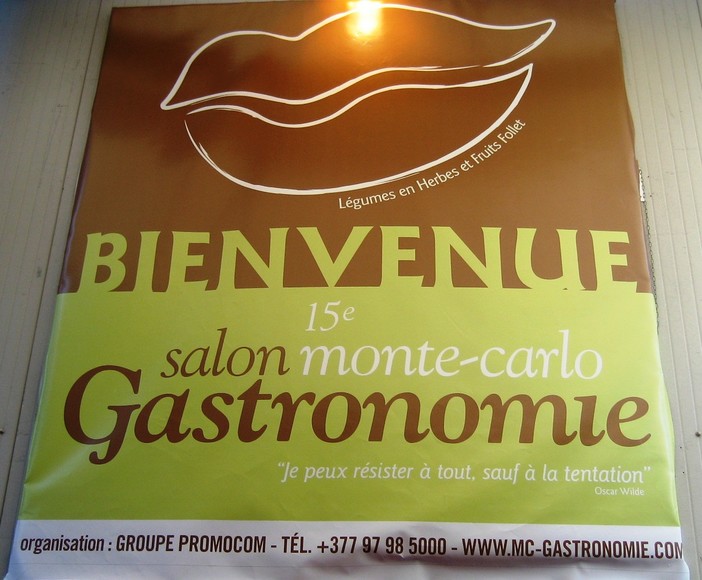 Légumes en Herbes et Fruits Follet
BIENVENUE
15e
salon monte-carlo
Gastronomie
"Je peux résister à tout, sauf à la tentation"
Oscar Wilde
organisation : GROUPE PROMOCOM - TÉL. +377 97 98 5000 - WWW.MC-GASTRONOMIE.COM